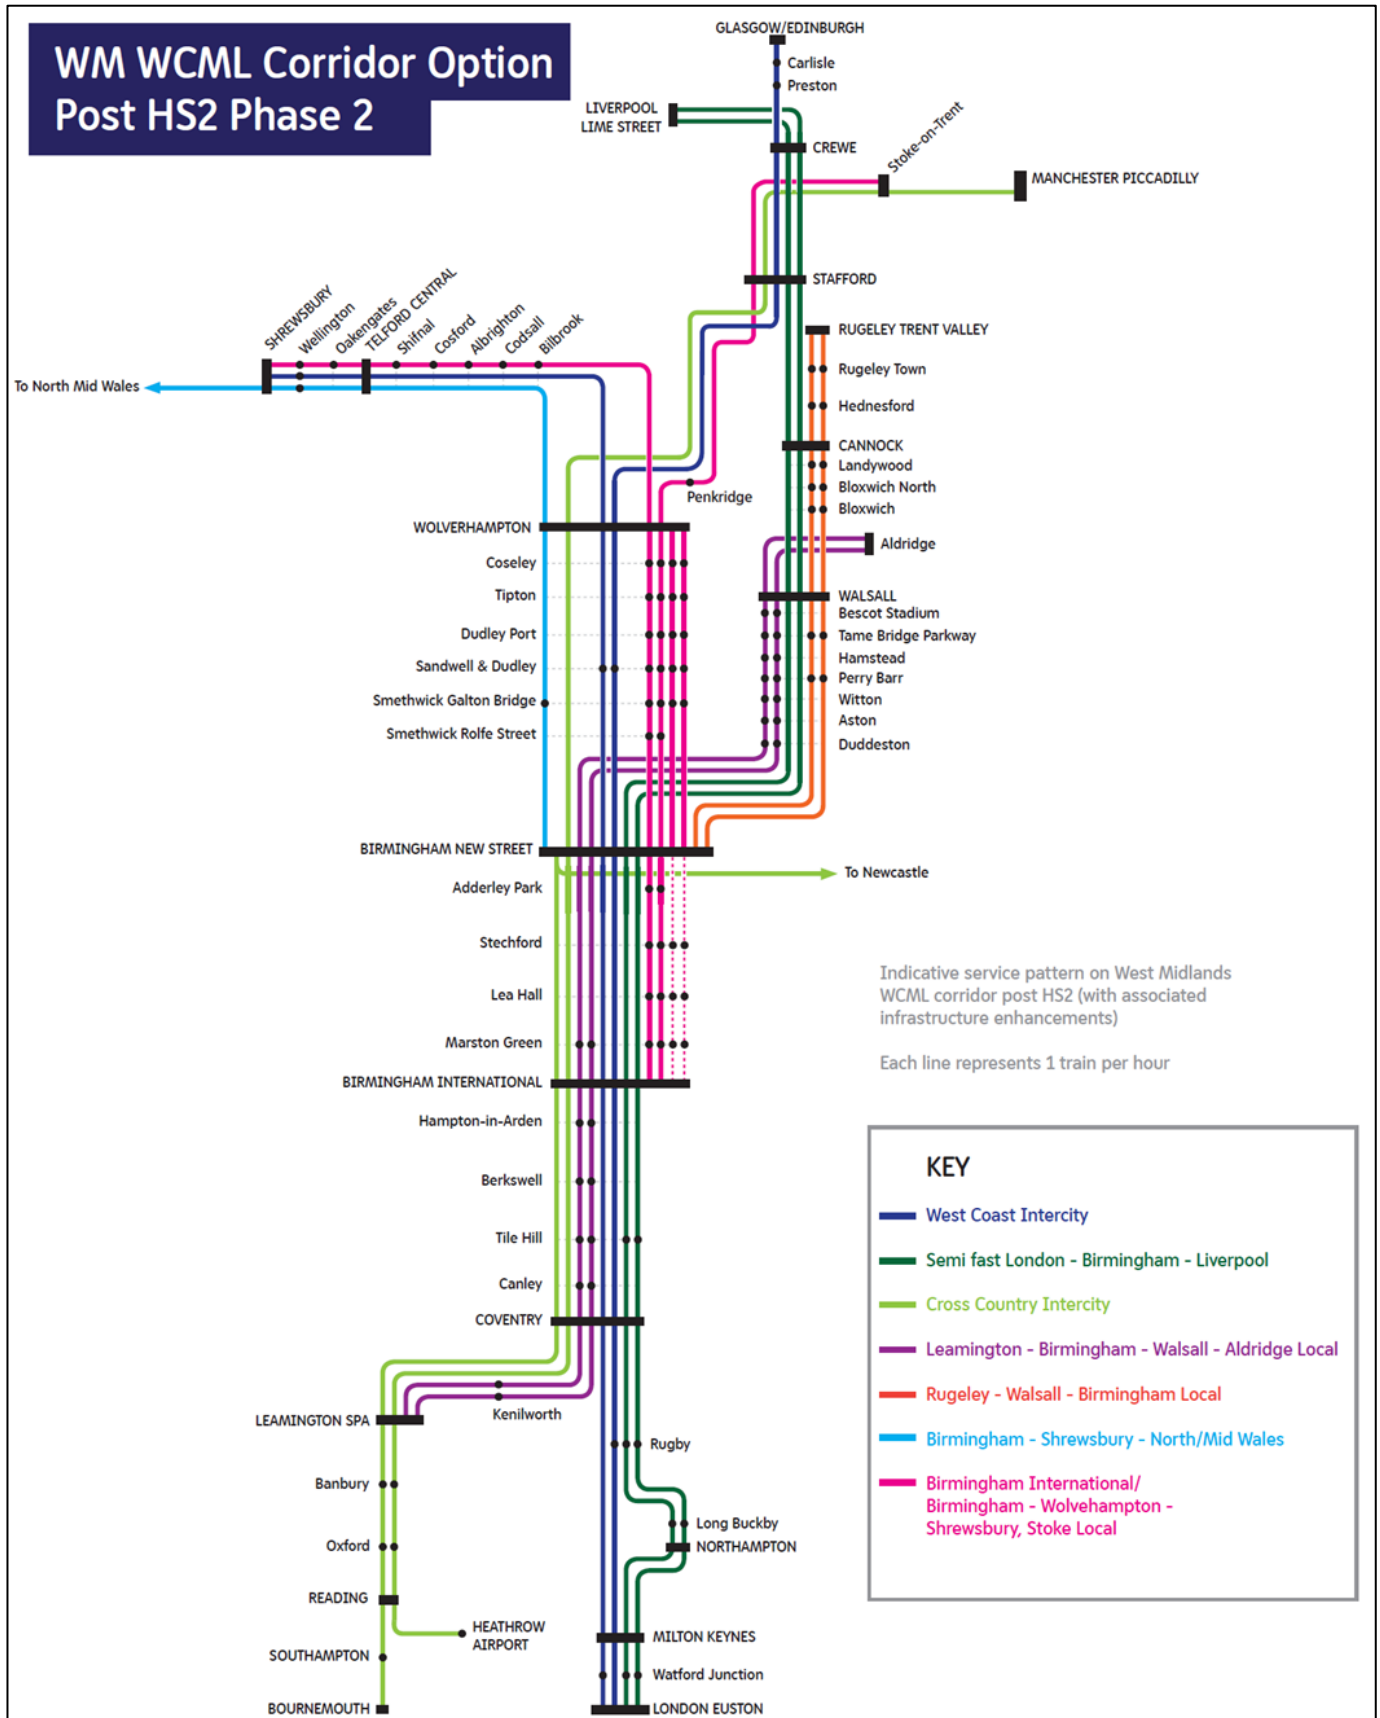 WM WCML Corridor Option
Post HS2 Phase 2
GLASGOW/EDINBURGH
Carlisle
Preston
LIVERPOOL
LIME STREET
CREWE
Stoke-on-Trent
MANCHESTER PICCADILLY
STAFFORD
SHREWSBURY
Wellington
Oakengates
TELFORD CENTRAL
Shifnal
Cosford
Albrighton
Codsall
Bilbrook
To North Mid Wales
RUGELEY TRENT VALLEY
Rugeley Town
Hednesford
CANNOCK
Landywood
Bloxwich North
Bloxwich
Penkridge
WOLVERHAMPTON
Aldridge
Coseley
Tipton
Dudley Port
Sandwell & Dudley
Smethwick Galton Bridge
Smethwick Rolfe Street
WALSALL
Bescot Stadium
Tame Bridge Parkway
Hamstead
Perry Barr
Witton
Aston
Duddeston
BIRMINGHAM NEW STREET
To Newcastle
Adderley Park
Stechford
Lea Hall
Marston Green
BIRMINGHAM INTERNATIONAL
Hampton-in-Arden
Berkswell
Tile Hill
Canley
COVENTRY
Kenilworth
LEAMINGTON SPA
Rugby
Banbury
Long Buckby
Oxford
NORTHAMPTON
READING
HEATHROW
AIRPORT
MILTON KEYNES
SOUTHAMPTON
Watford Junction
BOURNEMOUTH
LONDON EUSTON
Indicative service pattern on West Midlands
WCML corridor post HS2 (with associated
infrastructure enhancements)
Each line represents 1 train per hour
KEY
West Coast Intercity
Semi fast London - Birmingham - Liverpool
Cross Country Intercity
Leamington - Birmingham - Walsall - Aldridge Local
Rugeley - Walsall - Birmingham Local
Birmingham - Shrewsbury - North/Mid Wales
Birmingham International/
Birmingham - Wolvehampton -
Shrewsbury, Stoke Local